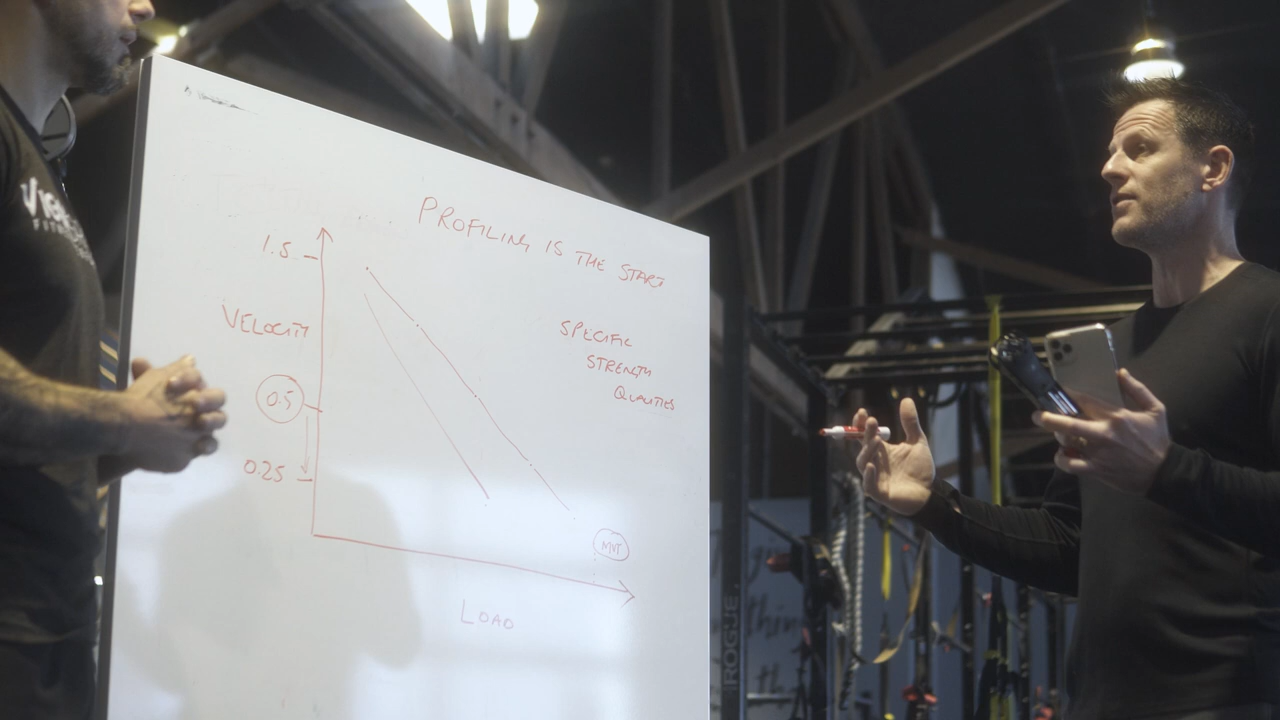 PROFILING IS THE START
1.5
VELOCITY
0.5
0.25
SPECIFIC
STRENGTH
QUALITIES
MVT
LOAD
ROGUE